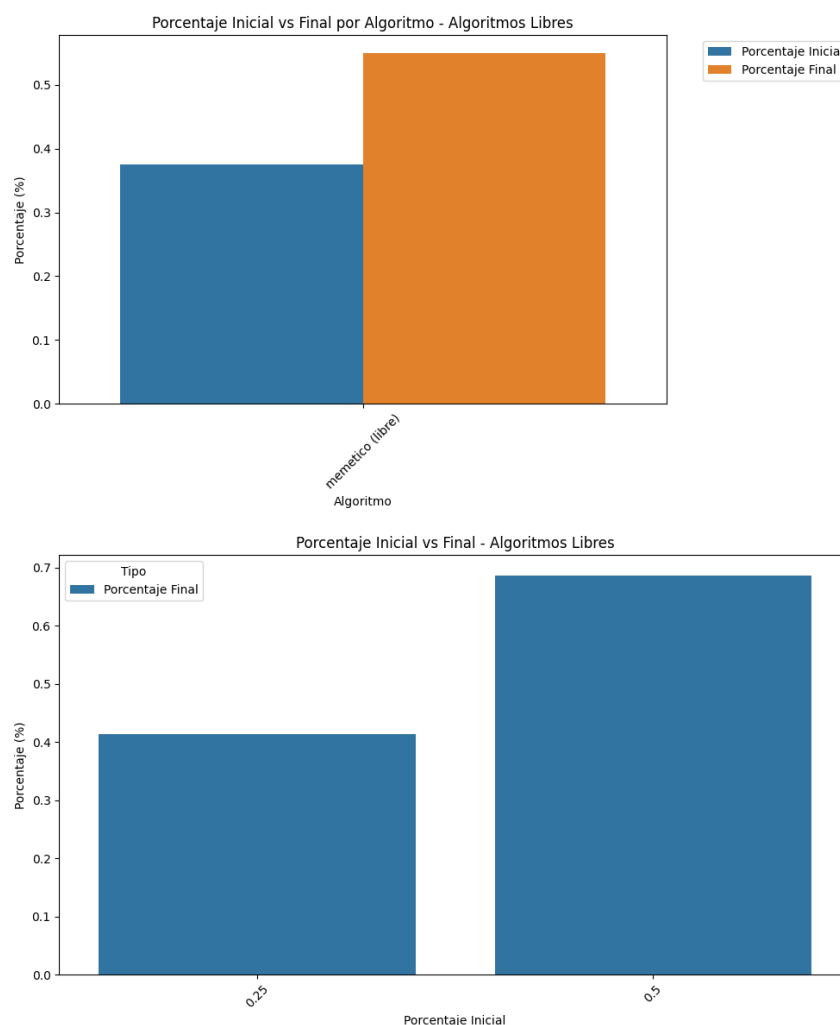 Porcentaje Inicial vs Final por Algoritmo - Algoritmos Libres
Porcentaje Inicial
Porcentaje Final
Porcentaje (%)
0.5
0.4
0.3
0.2
0.1
0.0
memetico (libre)
Algoritmo
Porcentaje Inicial vs Final - Algoritmos Libres
Tipo
Porcentaje Final
Porcentaje (%)
0.7
0.6
0.5
0.4
0.3
0.2
0.1
0.0
0.25
0.5
Porcentaje Inicial